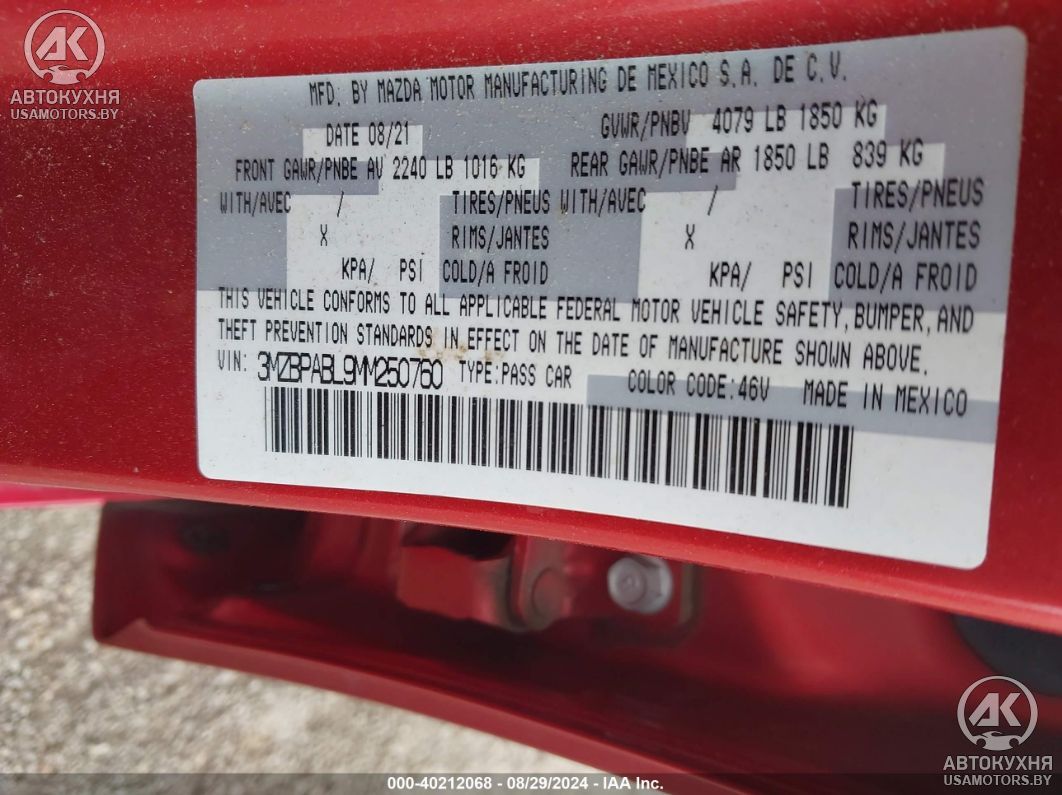 AK
АВТОКУХНЯ
USAMOTORS.BY
MFD. BY MAZDA MOTOR MANUFACTURING DE MEXICO S.A. DE C.V.
DATE 08/21 GVWR/PNBV 4079 LB 1850 KG
FRONT GAWR/PNBE AV 2240 LB 1016 KG REAR GAWR/PNBE AR 1850 LB 839 KG
WITH/AVEC / TIRES/PNEUS WITH/AVEC / TIRES/PNEUS
X RIMS/JANTES X RIMS/JANTES
KPA/ PSI COLD/A FROID KPA/ PSI COLD/A FROID
THIS VEHICLE CONFORMS TO ALL APPLICABLE FEDERAL MOTOR VEHICLE SAFETY, BUMPER, AND
THEFT PREVENTION STANDARDS IN EFFECT ON THE DATE OF MANUFACTURE SHOWN ABOVE.
VIN: 3MZBPABL9MM250760 TYPE:PASS CAR COLOR CODE:46V MADE IN MEXICO
AK
АВТОКУХНЯ
USAMOTORS.BY
000-40212068 - 08/29/2024 - IAA Inc.